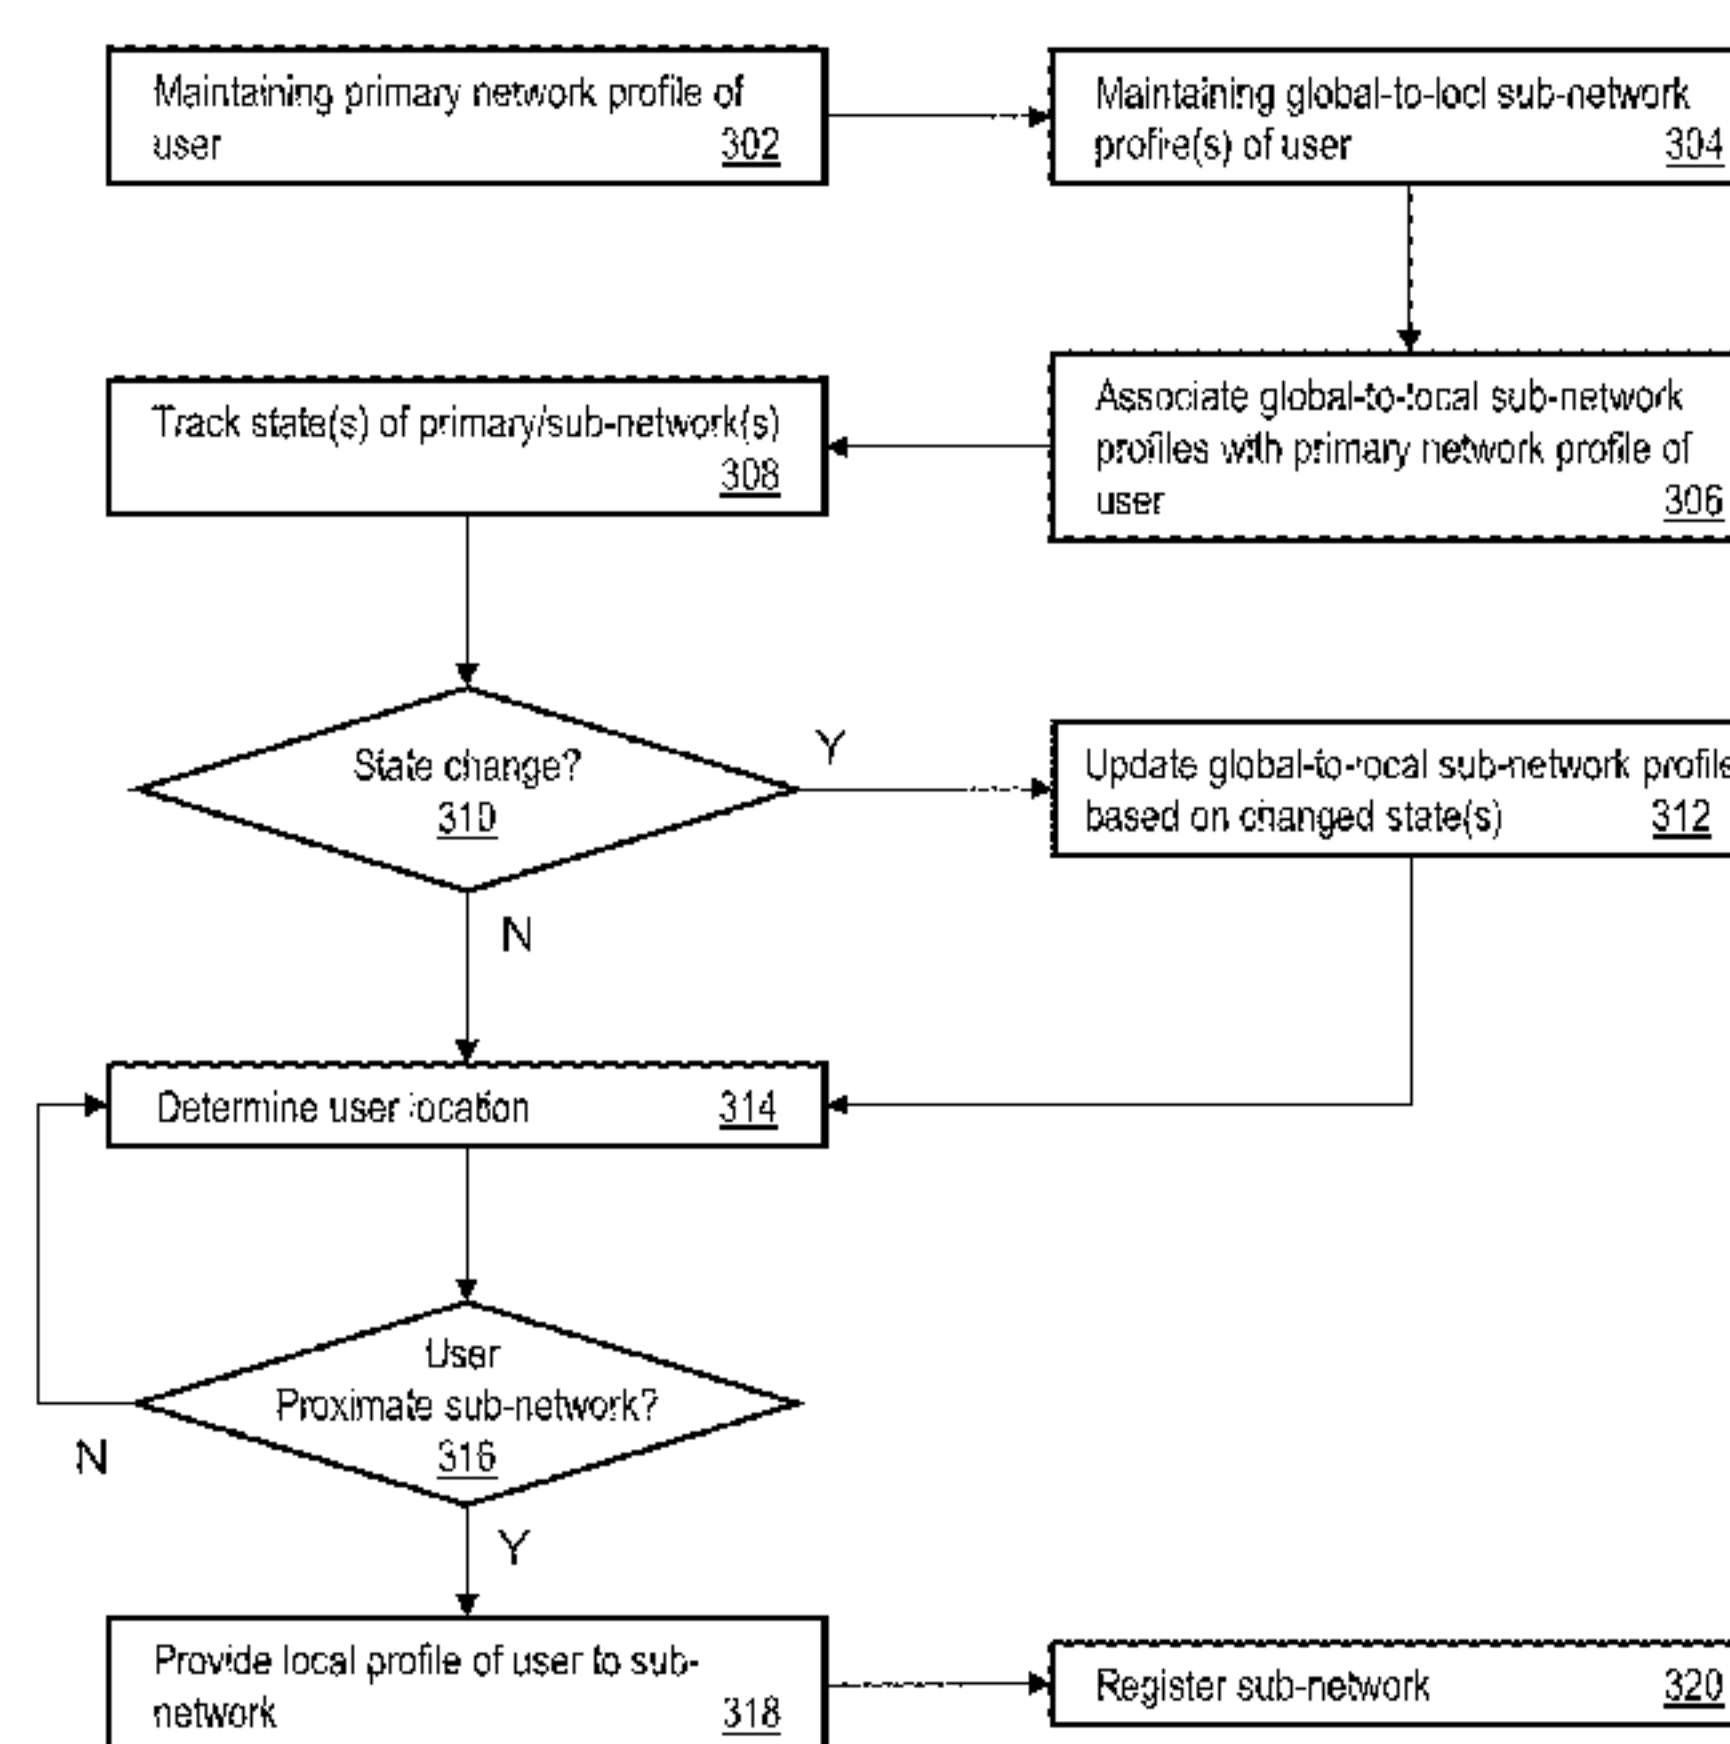 Maintaining primary network profile of
user 302
Maintaining global-to-locl sub-network
profile(s) of user 304
Associate global-to-local sub-network
profiles with primary network profile of
user 306
Track state(s) of primary/sub-network(s)
308
State change?
310
Y
Update global-to-local sub-network profile
based on changed state(s) 312
N
Determine user location 314
User
Proximate sub-network?
316
N
Y
Provide local profile of user to sub-
network 318
Register sub-network 320